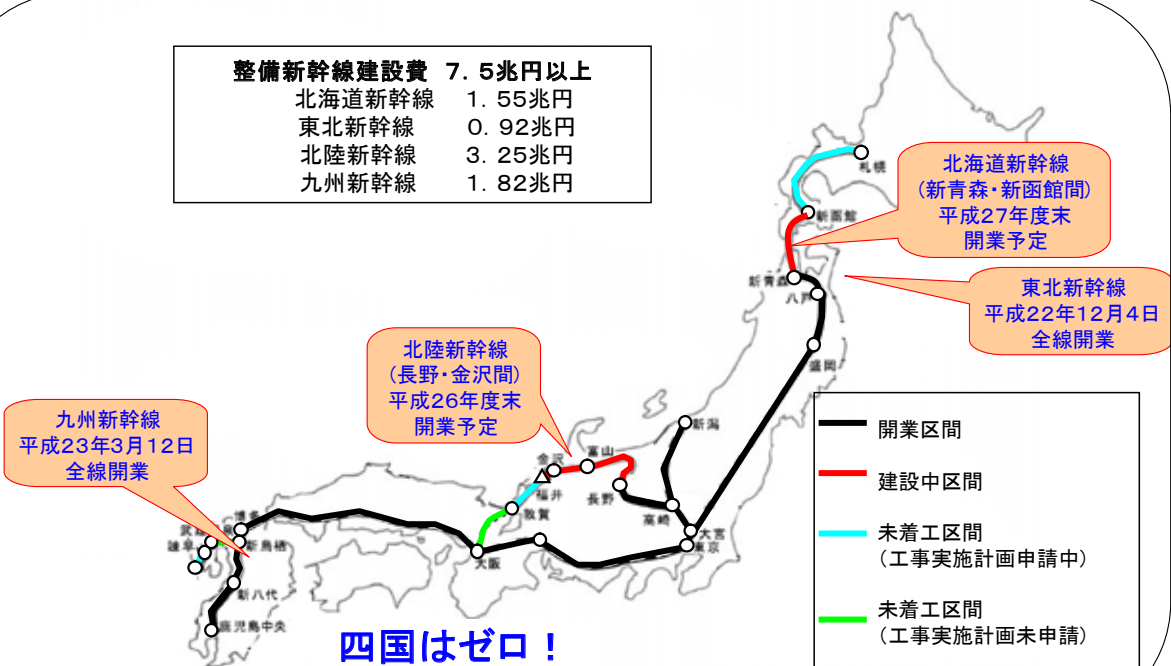 整備新幹線建設費 7.5兆円以上
北海道新幹線 1.55兆円
東北新幹線 0.92兆円
北陸新幹線 3.25兆円
九州新幹線 1.82兆円
札幌
北海道新幹線
(新青森・新函館間)
平成27年度末
開業予定
新函館
新青森
八戸
東北新幹線
平成22年12月4日
全線開業
盛岡
北陸新幹線
(長野・金沢間)
平成26年度末
開業予定
九州新幹線
平成23年3月12日
全線開業
新潟
富山
金沢
福井
長野
敦賀
高崎
大宮
東京
大阪
博多
新鳥栖
諫早
新八代
鹿児島中央
開業区間
建設中区間
未着工区間
(工事実施計画申請中)
未着工区間
(工事実施計画未申請)
四国はゼロ!